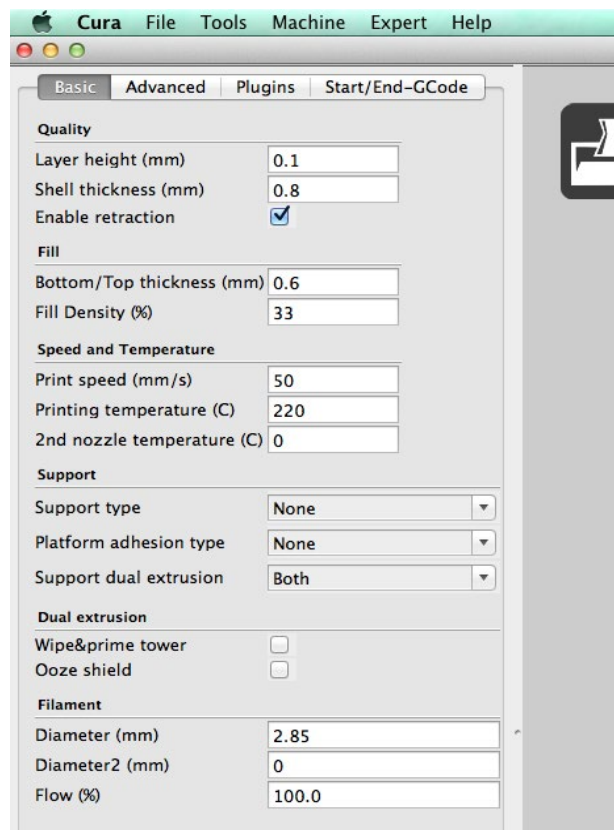 Cura File Tools Machine Expert Help
Basic Advanced Plugins Start/End-GCode
Quality
Layer height (mm) 0.1
Shell thickness (mm) 0.8
Enable retraction
Fill
Bottom/Top thickness (mm) 0.6
Fill Density (%) 33
Speed and Temperature
Print speed (mm/s) 50
Printing temperature (C) 220
2nd nozzle temperature (C) 0
Support
Support type None
Platform adhesion type None
Support dual extrusion Both
Dual extrusion
Wipe&prime tower
Ooze shield
Filament
Diameter (mm) 2.85
Diameter2 (mm) 0
Flow (%) 100.0